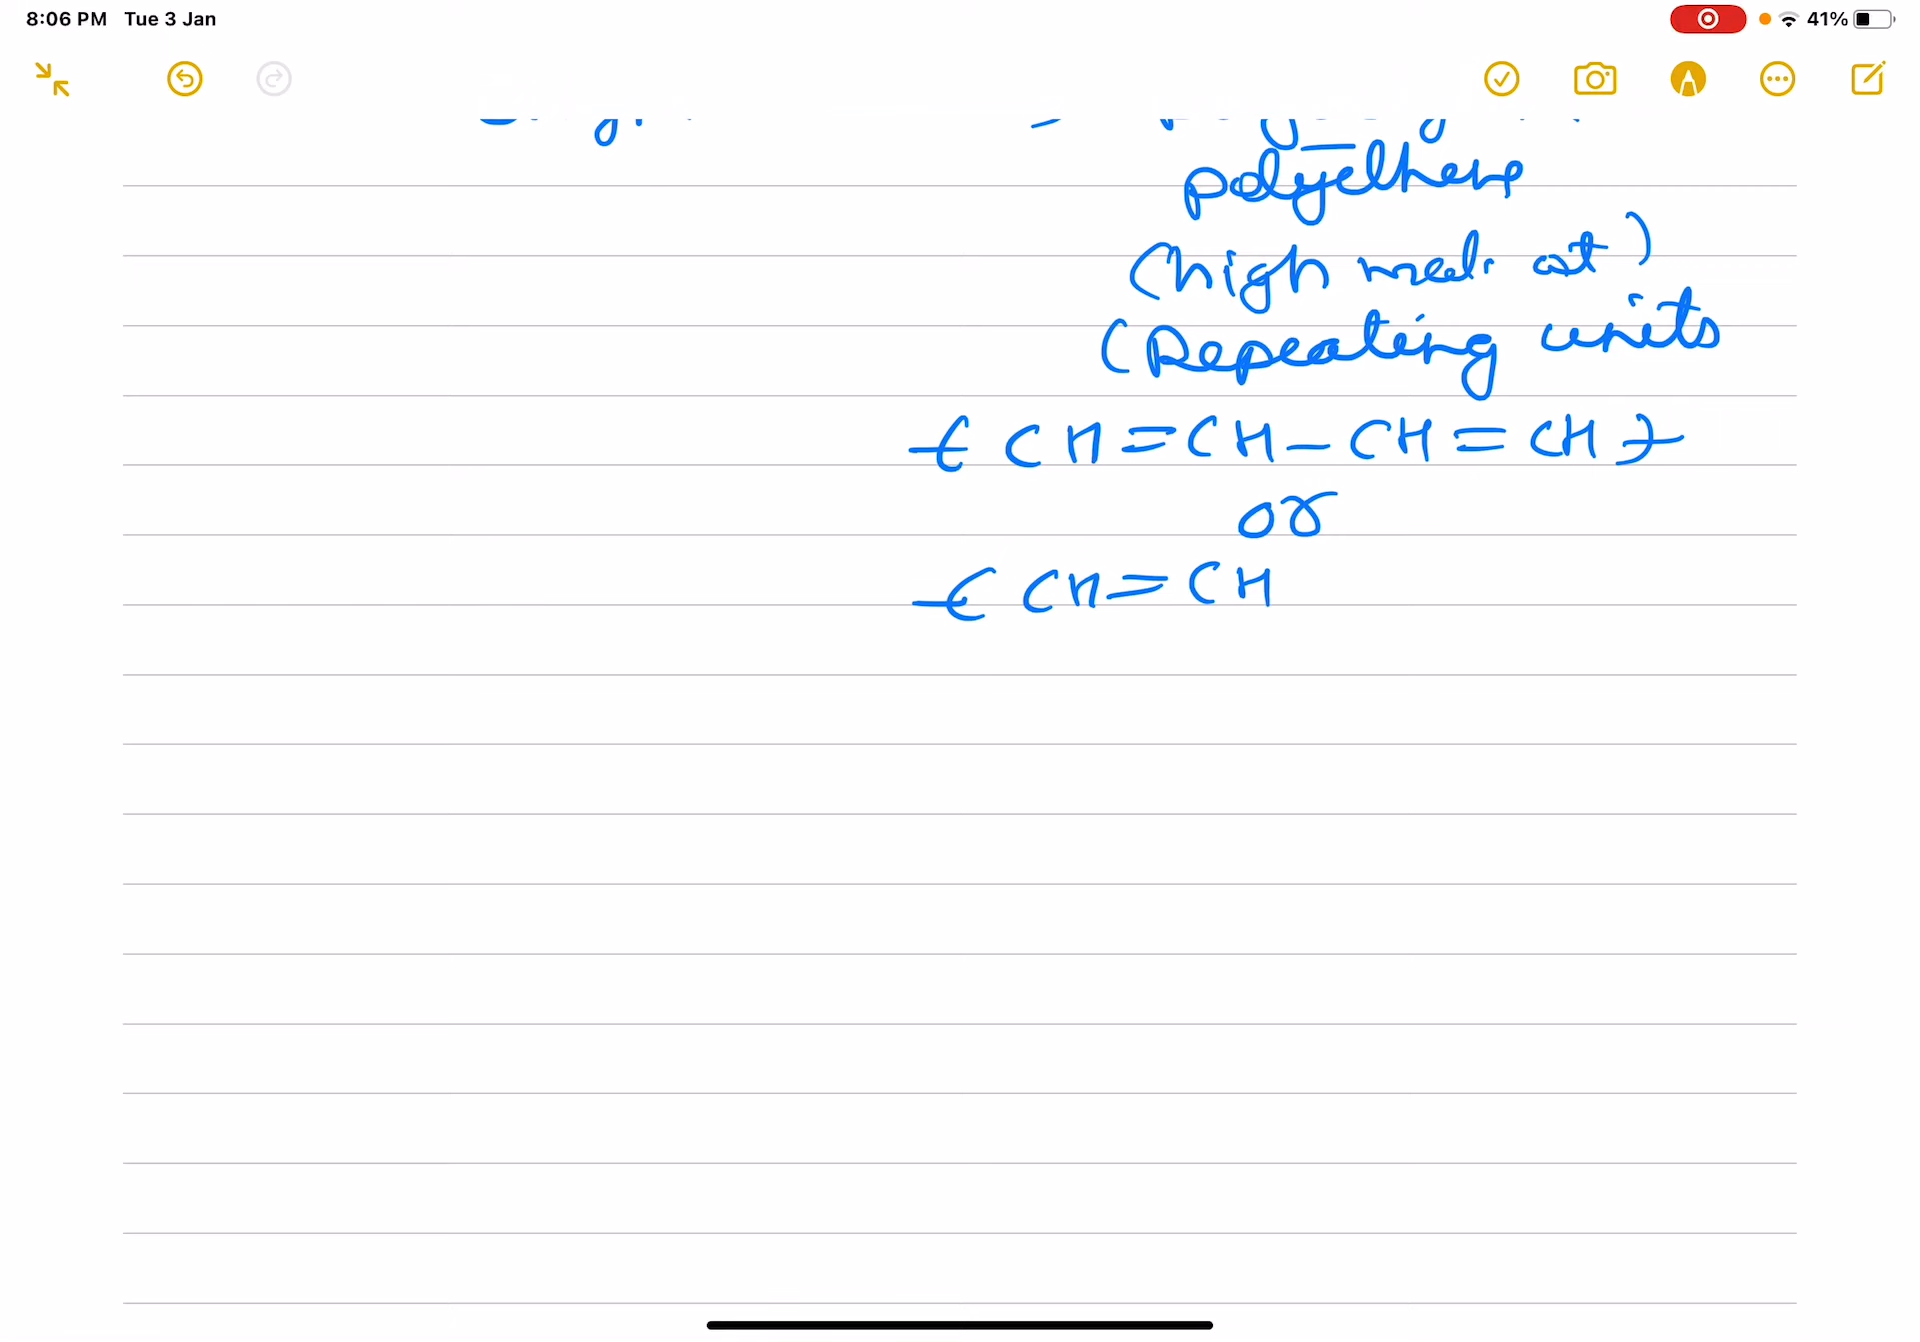 8:06 PM Tue 3 Jan 41%
polyethene
(high mol. wt)
(Repeating units
-( CH=CH-CH=CH )-
or
-( CH=CH